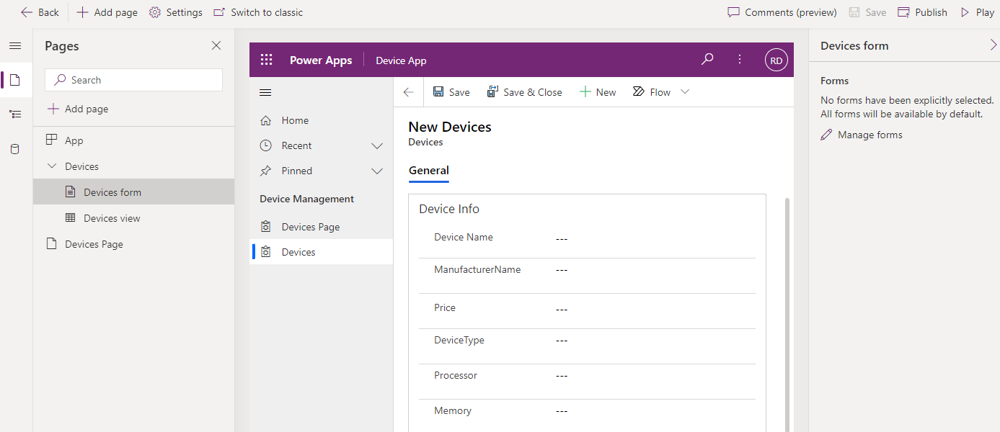 Back Add page Settings Switch to classic Comments (preview) Save Publish Play
Pages
Search
Add page
App
Devices
Devices form
Devices view
Devices Page
Power Apps Device App RD
Home
Recent
Pinned
Device Management
Devices Page
Devices
Save Save & Close New Flow
New Devices
Devices
General
Device Info
Device Name ---
ManufacturerName ---
Price ---
DeviceType ---
Processor ---
Memory ---
Devices form
Forms
No forms have been explicitly selected.
All forms will be available by default.
Manage forms